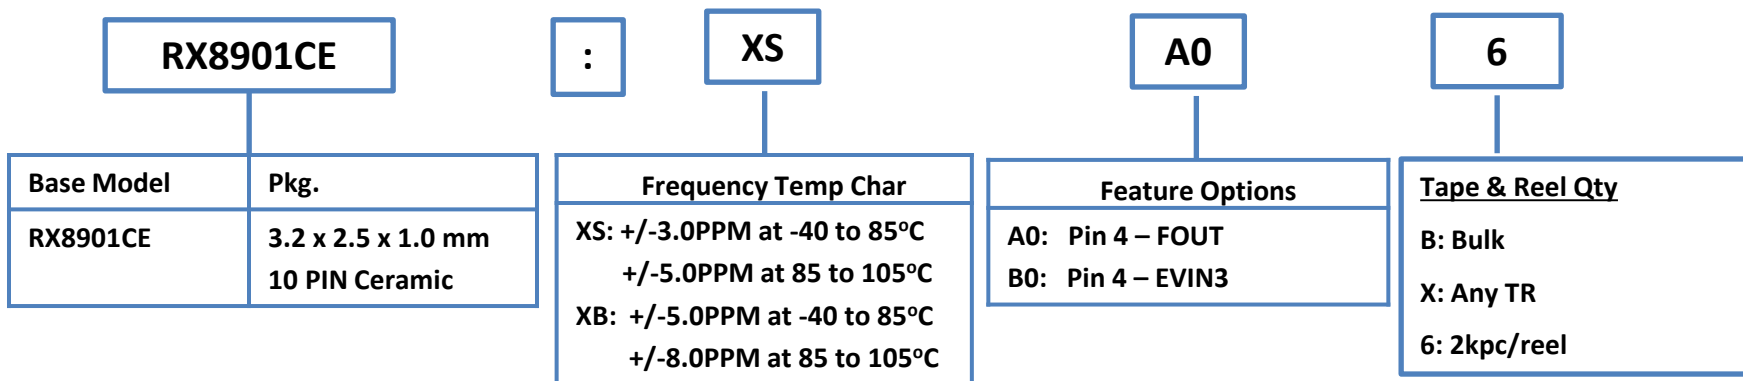 RX8901CE : XS A0 6
Base Model Pkg.
RX8901CE 3.2 x 2.5 x 1.0 mm
10 PIN Ceramic
Frequency Temp Char
XS: +/-3.0PPM at -40 to 85ºC
+/-5.0PPM at 85 to 105ºC
XB: +/-5.0PPM at -40 to 85ºC
+/-8.0PPM at 85 to 105ºC
Feature Options
A0: Pin 4 – FOUT
B0: Pin 4 – EVIN3
Tape & Reel Qty
B: Bulk
X: Any TR
6: 2kpc/reel